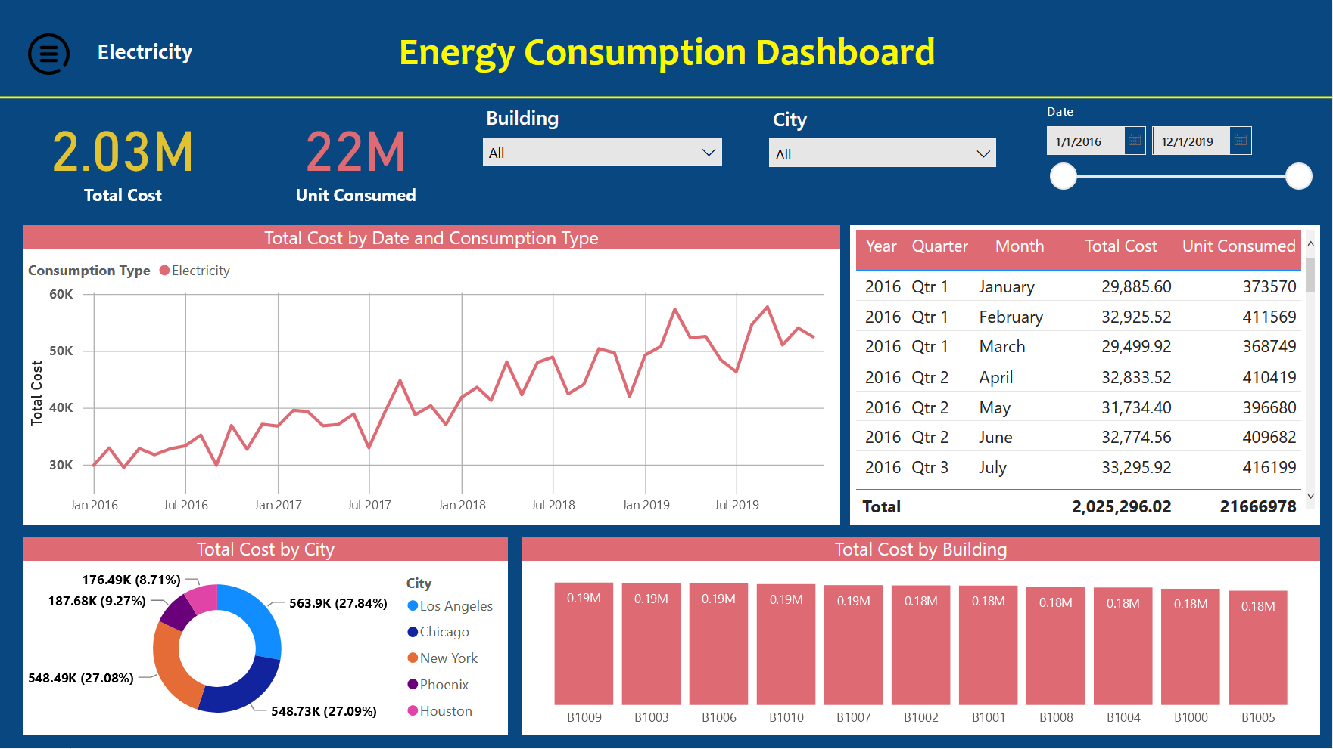 Electricity
Energy Consumption Dashboard
2.03M
Total Cost
22M
Unit Consumed
Building
All
City
All
Date
1/1/2016
12/1/2019
Total Cost by Date and Consumption Type
Consumption Type Electricity
Total Cost
60K
50K
40K
30K
Jan 2016 Jul 2016 Jan 2017 Jul 2017 Jan 2018 Jul 2018 Jan 2019 Jul 2019
Year Quarter Month Total Cost Unit Consumed
2016 Qtr 1 January 29,885.60 373570
2016 Qtr 1 February 32,925.52 411569
2016 Qtr 1 March 29,499.92 368749
2016 Qtr 2 April 32,833.52 410419
2016 Qtr 2 May 31,734.40 396680
2016 Qtr 2 June 32,774.56 409682
2016 Qtr 3 July 33,295.92 416199
Total 2,025,296.02 21666978
Total Cost by City
176.49K (8.71%)
187.68K (9.27%)
563.9K (27.84%)
548.49K (27.08%)
548.73K (27.09%)
City
Los Angeles
Chicago
New York
Phoenix
Houston
Total Cost by Building
0.19M 0.19M 0.19M 0.19M 0.19M 0.18M 0.18M 0.18M 0.18M 0.18M 0.18M
B1009 B1003 B1006 B1010 B1007 B1002 B1001 B1008 B1004 B1000 B1005